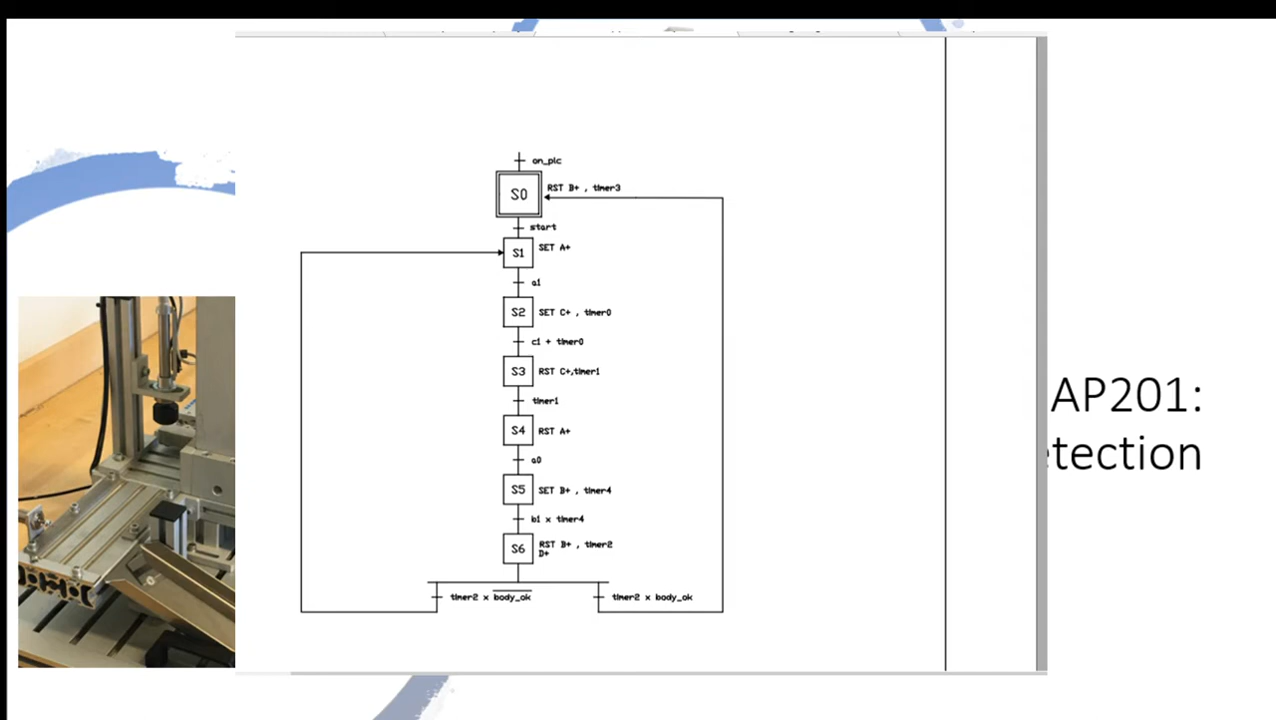 on_plc
S0
RST B+ , timer3
start
S1
SET A+
a1
S2
SET C+ , timer0
c1 + timer0
S3
RST C+,timer1
timer1
S4
RST A+
a0
S5
SET B+ , timer4
b1 x timer4
S6
RST B+ , timer2
D+
timer2 x body_ok
timer2 x body_ok
AP201:
etection